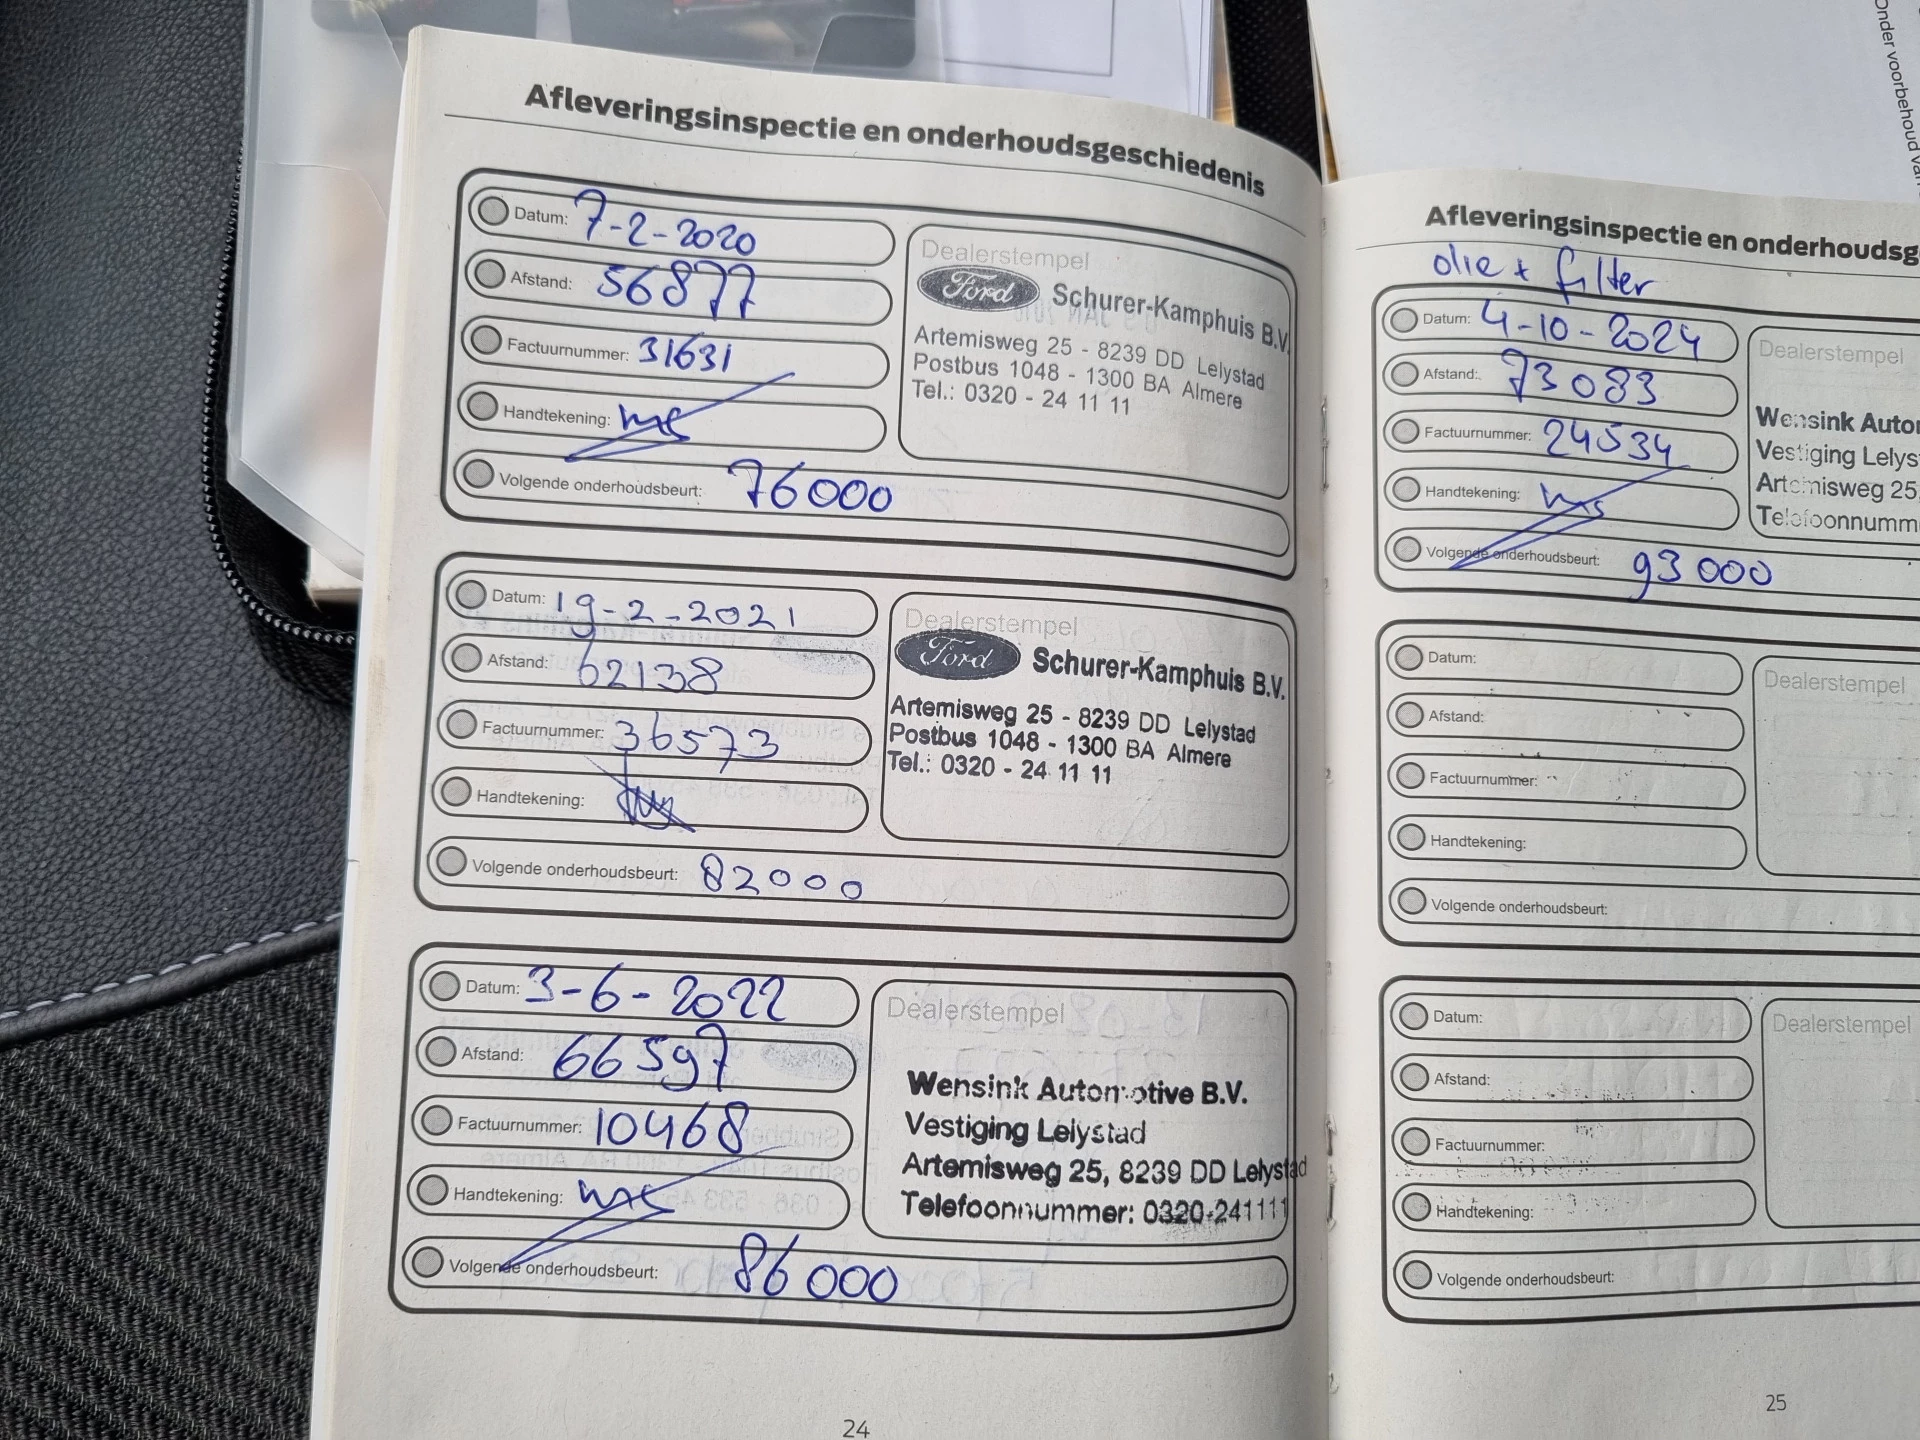 Afleveringsinspectie en onderhoudsgeschiedenis
Datum: 7-2-2020
Afstand: 56877
Factuurnummer: 31631
Handtekening:
Volgende onderhoudsbeurt: 76000
Dealerstempel
Ford Schurer-Kamphuis B.V.
Artemisweg 25 - 8239 DD Lelystad
Postbus 1048 - 1300 BA Almere
Tel.: 0320 - 24 11 11
Datum: 19-2-2021
Afstand: 62138
Factuurnummer: 36573
Handtekening:
Volgende onderhoudsbeurt: 82000
Dealerstempel
Ford Schurer-Kamphuis B.V.
Artemisweg 25 - 8239 DD Lelystad
Postbus 1048 - 1300 BA Almere
Tel.: 0320 - 24 11 11
Datum: 3-6-2022
Afstand: 66597
Factuurnummer: 10468
Handtekening:
Volgende onderhoudsbeurt: 86000
Dealerstempel
Wensink Automotive B.V.
Vestiging Lelystad
Artemisweg 25, 8239 DD Lelystad
Telefoonnummer: 0320-241111
24
Onder voorbehoud van
Afleveringsinspectie en onderhoudsg
olie + filter
Datum: 4-10-2024
Afstand: 73083
Factuurnummer: 24534
Handtekening:
Volgende onderhoudsbeurt: 93000
Dealerstempel
Wensink Autom
Vestiging Lelys
Artemisweg 25
Telefoonnumm
Datum:
Afstand:
Factuurnummer:
Handtekening:
Volgende onderhoudsbeurt:
Dealerstempel
Datum:
Afstand:
Factuurnummer:
Handtekening:
Volgende onderhoudsbeurt:
Dealerstempel
25